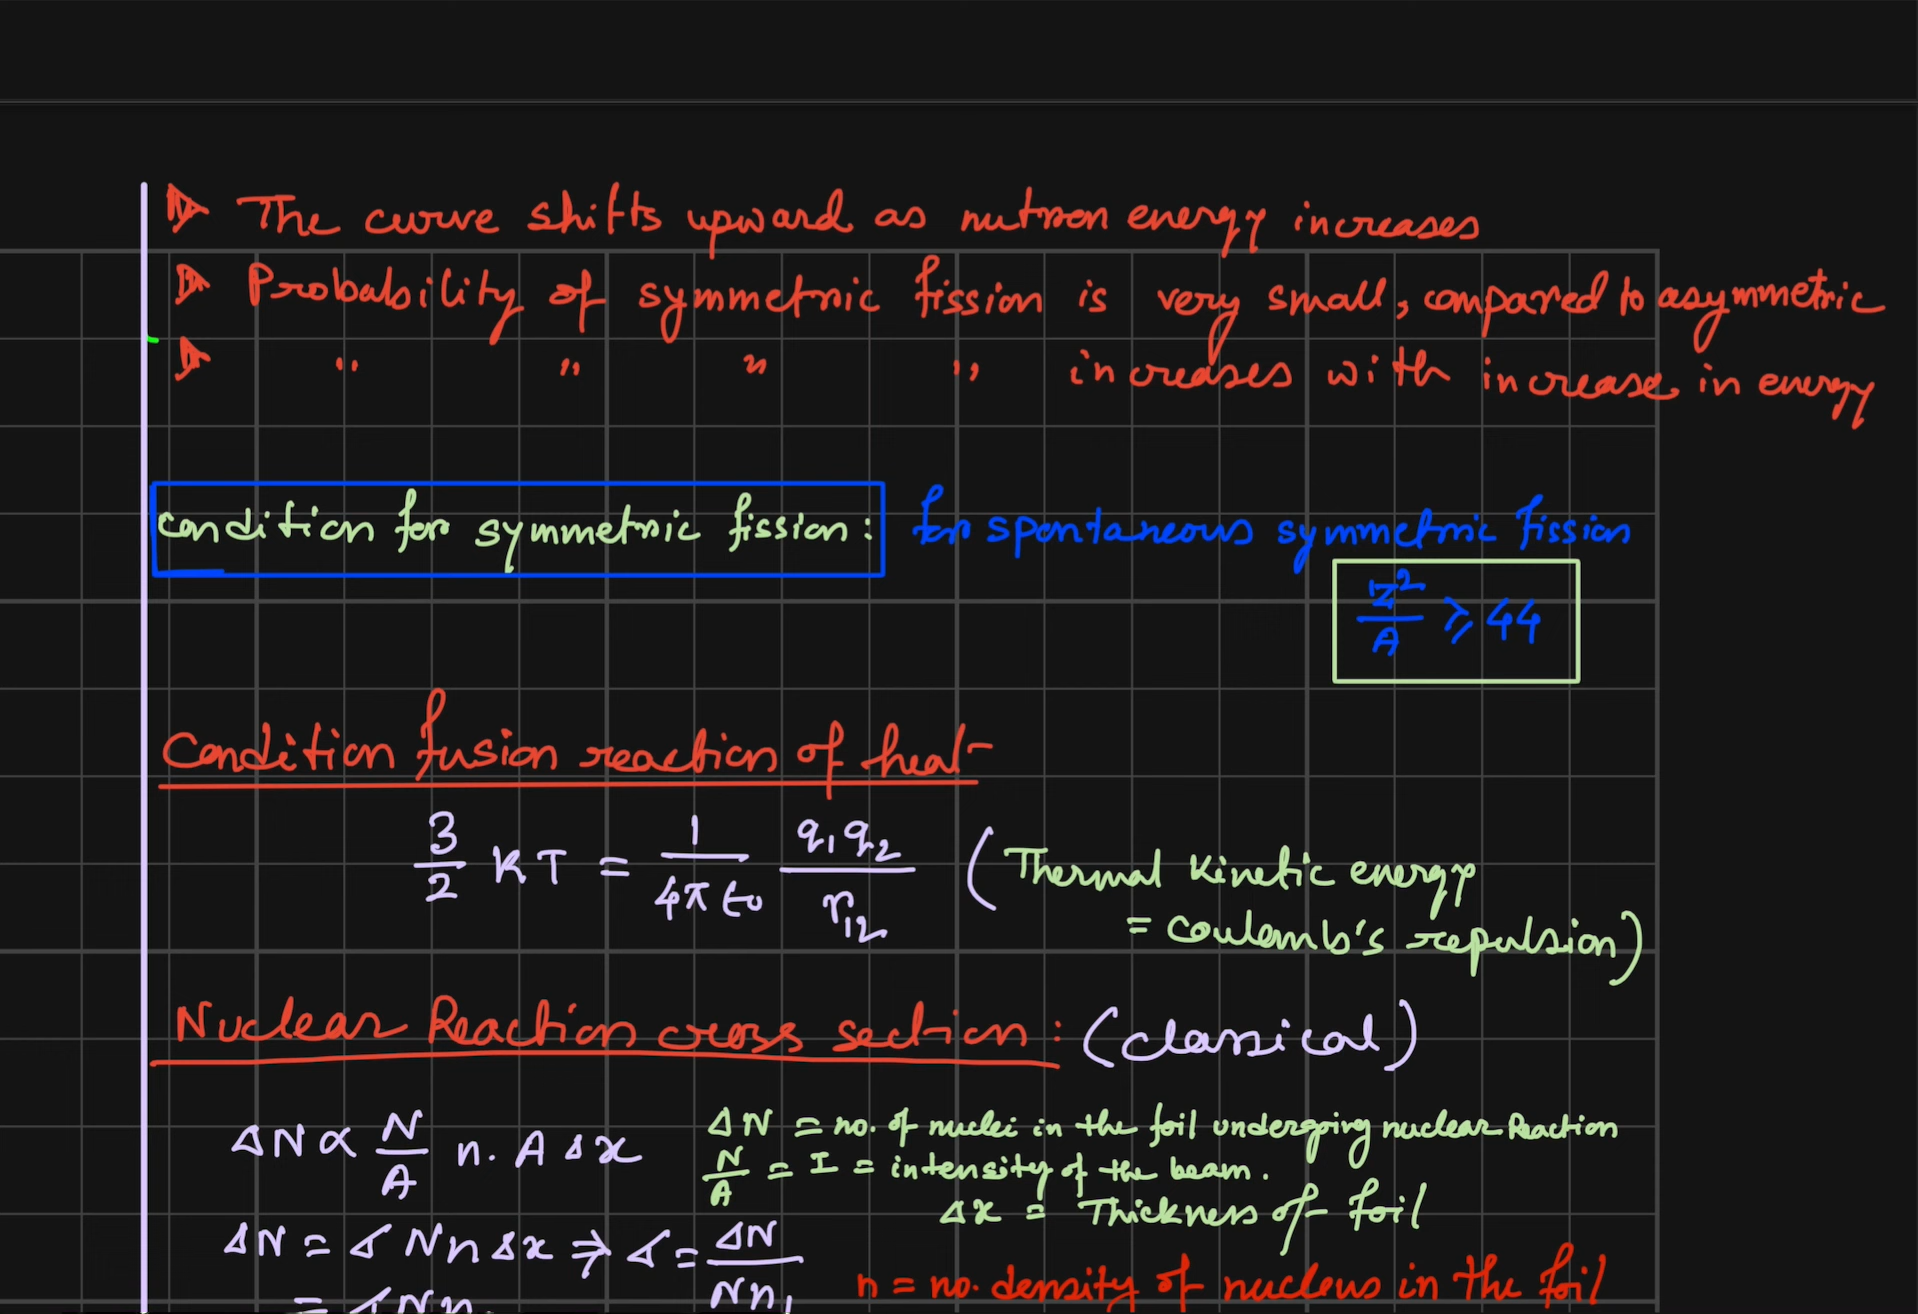 The curve shifts upward as nutron energy increases
Probability of symmetric fission is very small, compared to asymmetric
" " " " increases with increase in energy
condition for symmetric fission: for spontaneous symmetric fission
Z²/A ⩾ 44
Condition fusion reaction of heat
3/2 KT = 1/4πε0 q1q2/r12 (Thermal Kinetic energy
= coulomb's repulsion)
Nuclear Reaction cross section: (classical)
ΔN ∝ N/A n. A Δx
ΔN = no. of nuclei in the foil undergoing nuclear Reaction
N/A = I = intensity of the beam.
Δx = Thickness of foil
ΔN = σ N n Δx ⇒ σ = ΔN/Nn
n = no. density of nucleus in the foil
= σ N n